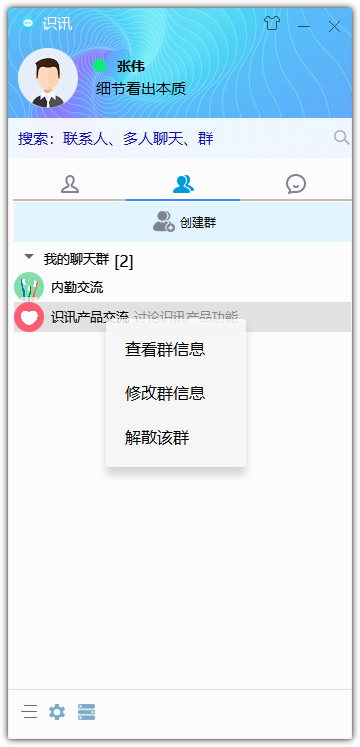 识讯
张伟
细节看出本质
搜索：联系人、多人聊天、群
创建群
我的聊天群 [2]
内勤交流
识讯产品交流 讨论识讯产品功能
查看群信息
修改群信息
解散该群